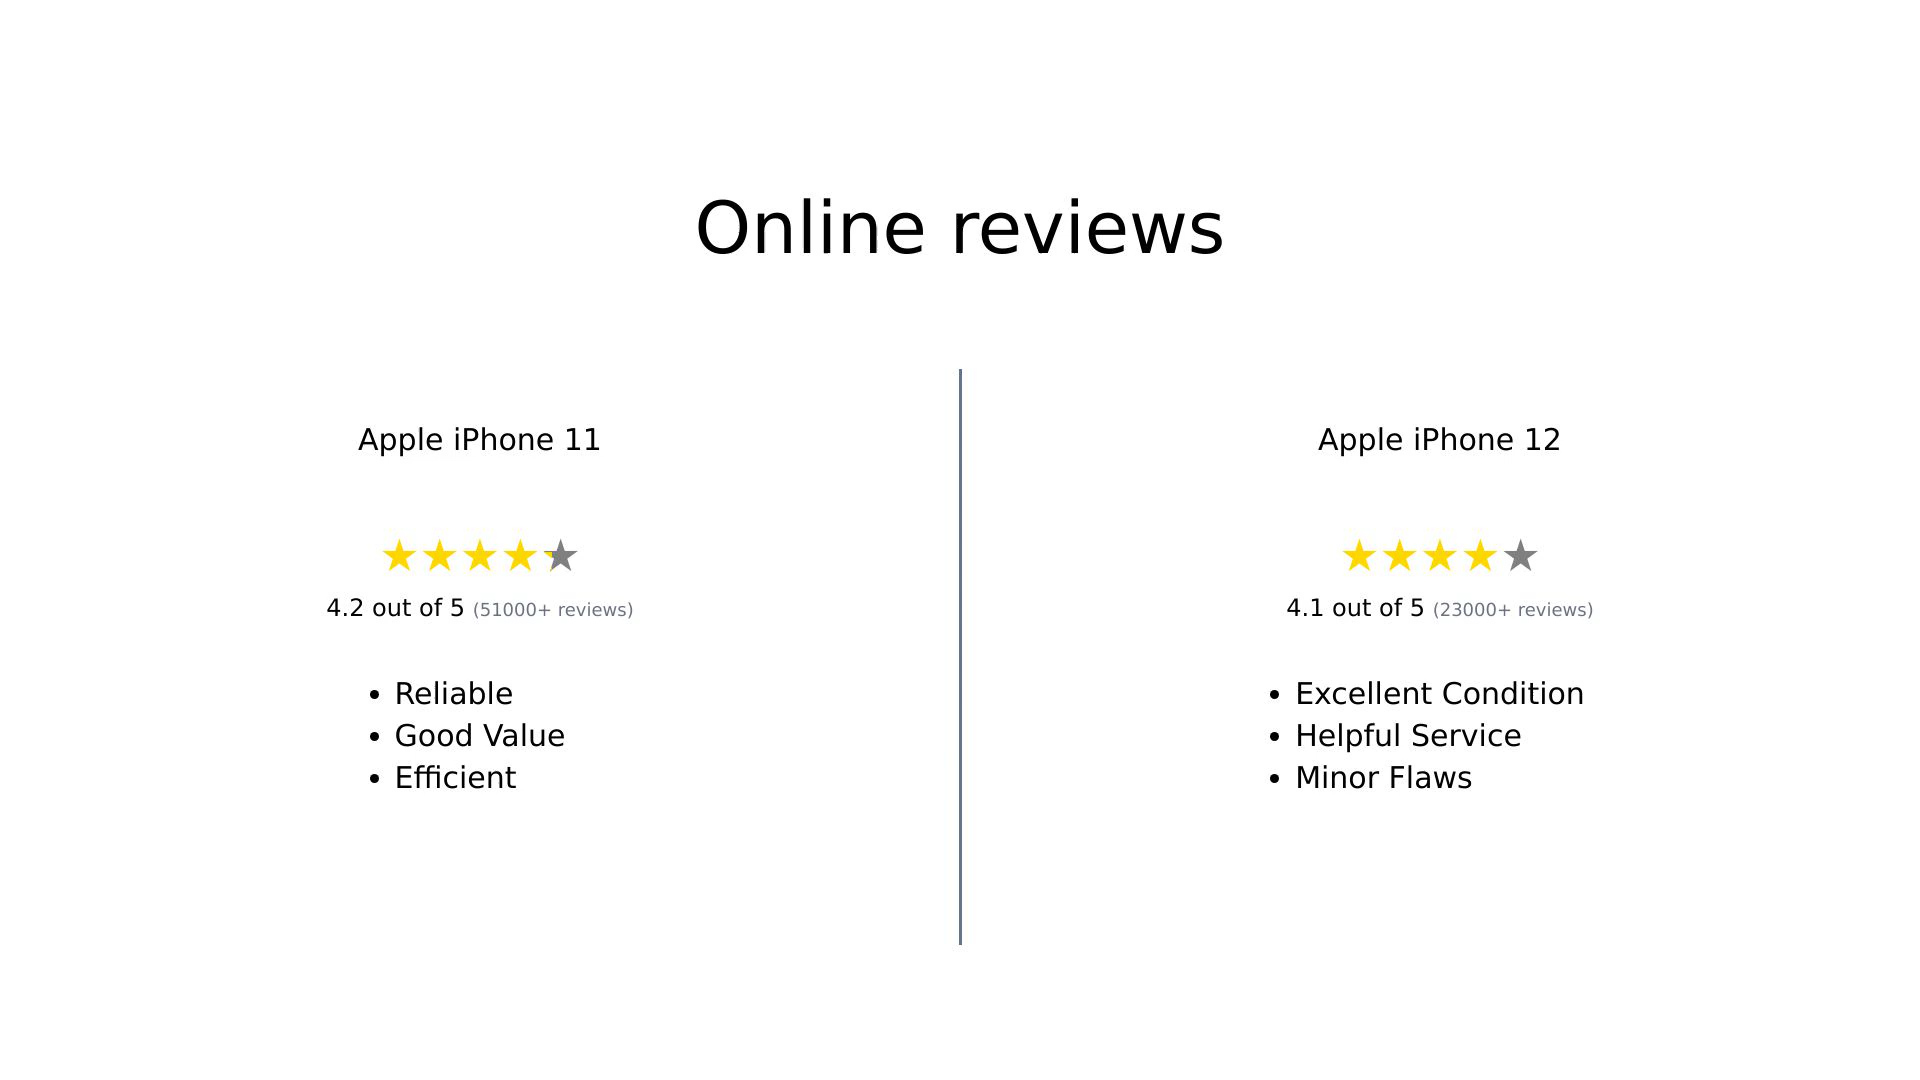 Online reviews
Apple iPhone 11
4.2 out of 5 (51000+ reviews)
• Reliable
• Good Value
• Efficient
Apple iPhone 12
4.1 out of 5 (23000+ reviews)
• Excellent Condition
• Helpful Service
• Minor Flaws